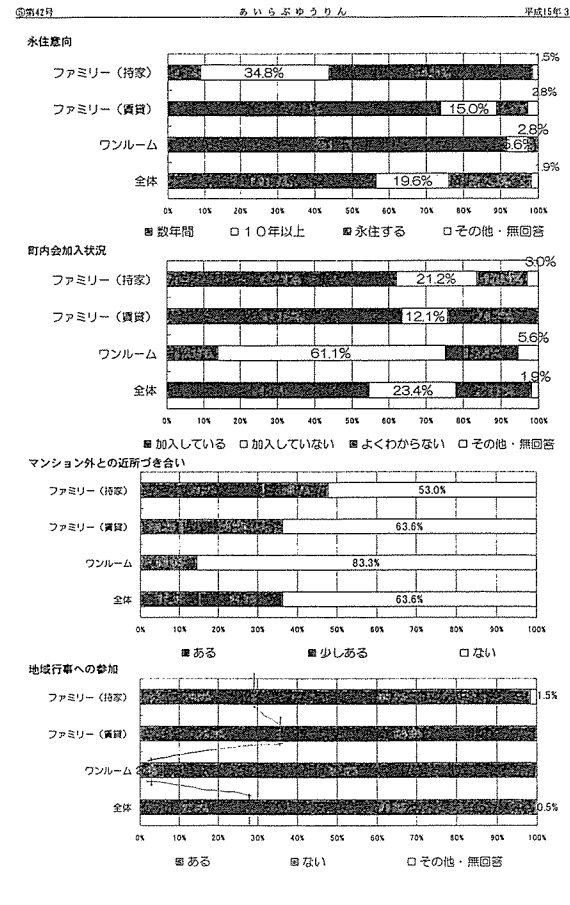 ⑤第42号 あいらぶゆうりん 平成15年3
永住意向
1.5%
ファミリー（持家） 34.8%
2.8%
ファミリー（賃貸） 15.0%
2.8%
ワンルーム 5.6%
1.9%
全体 19.6%
0% 10% 20% 30% 40% 50% 60% 70% 80% 90% 100%
数年間 １０年以上 永住する その他・無回答
町内会加入状況
3.0%
ファミリー（持家） 21.2%
ファミリー（賃貸） 12.1%
5.6%
ワンルーム 61.1%
1.9%
全体 23.4%
0% 10% 20% 30% 40% 50% 60% 70% 80% 90% 100%
加入している 加入していない よくわからない その他・無回答
マンション外との近所づき合い
ファミリー（持家） 53.0%
ファミリー（賃貸） 63.6%
ワンルーム 83.3%
全体 63.6%
0% 10% 20% 30% 40% 50% 60% 70% 80% 90% 100%
ある 少しある ない
地域行事への参加
ファミリー（持家） 1.5%
ファミリー（賃貸）
ワンルーム
全体 0.5%
0% 10% 20% 30% 40% 50% 60% 70% 80% 90% 100%
ある ない その他・無回答